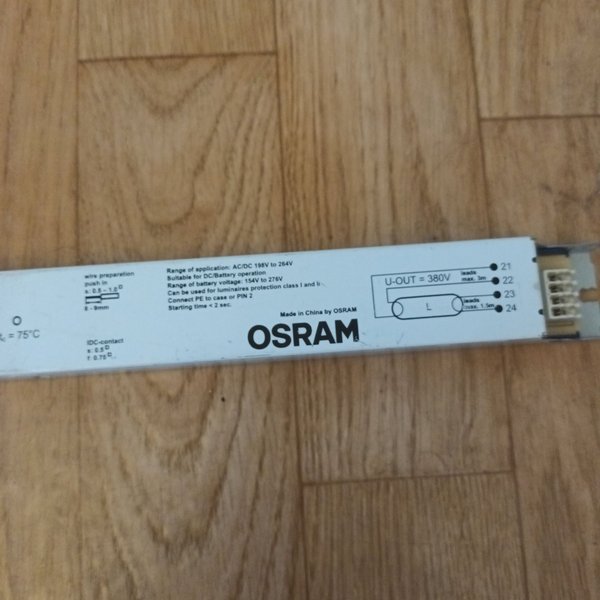 wire preparation
push in
s: 0.5 – 1.0
8 - 9mm
= 75°C
IDC-contact
s: 0.5
f: 0.75
Range of application: AC/DC 198V to 264V
Suitable for DC/Battary operation
Range of battary voltage: 154V to 276V
Can be used for luminaires protection class I and
Connect PE to case or PIN 2
Starting time < 2 sec.
Made in China by OSRAM
OSRAM
U-OUT = 380V
L
21
leads
max. 3m
22
23
leads
max. 1.5m
24